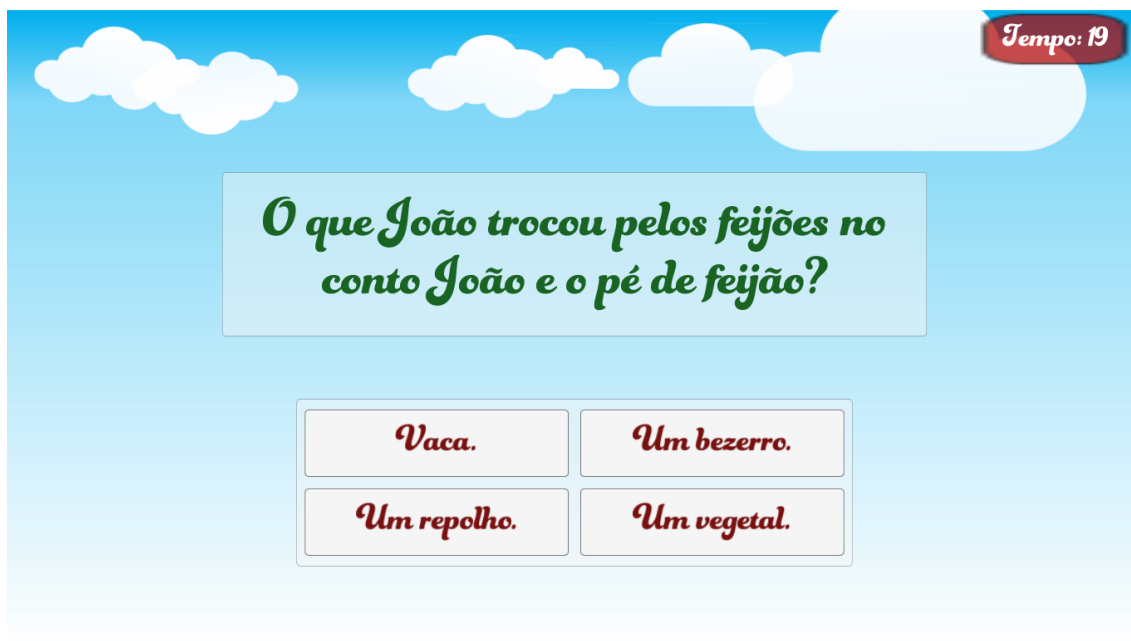 Tempo: 19
O que João trocou pelos feijões no
conto João e o pé de feijão?
Vaca.
Um bezerro.
Um repolho.
Um vegetal.